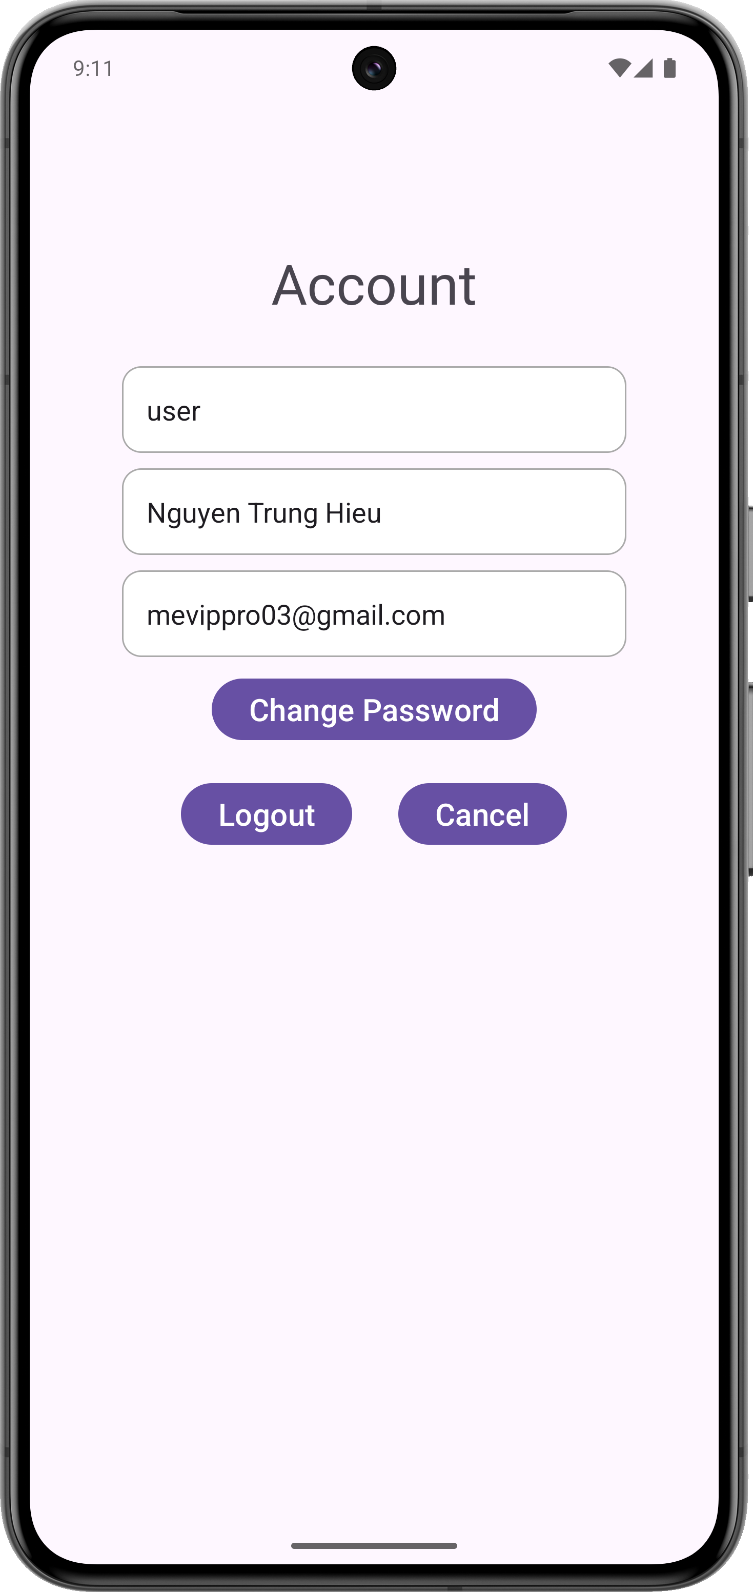 9:11
Account
user
Nguyen Trung Hieu
mevippro03@gmail.com
Change Password
Logout Cancel